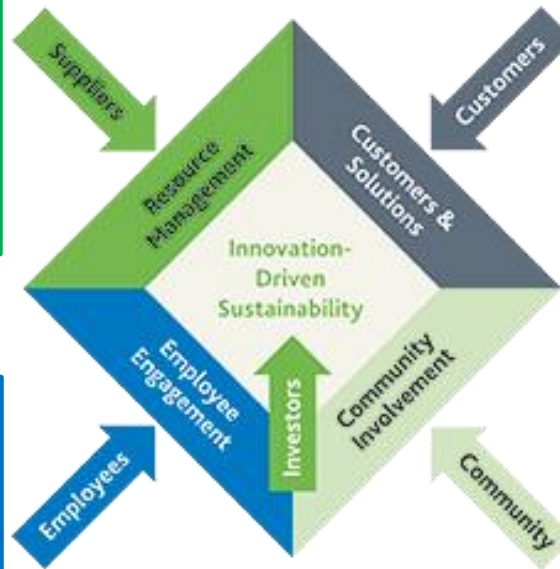 Suppliers
Customers
Resource
Management
Customers &
Solutions
Innovation-
Driven
Sustainability
Employee
Engagement
Investors
Community
Involvement
Employees
Community